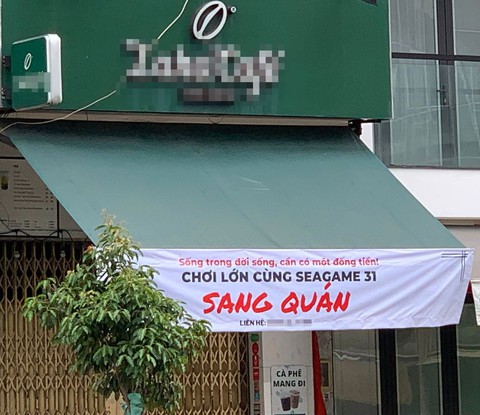 Sống trong đời sóng, cần có một đồng tiền!
CHƠI LỚN CÙNG SEAGAME 31
SANG QUÁN
LIÊN HỆ:
CÀ PHÊ
MANG ĐI